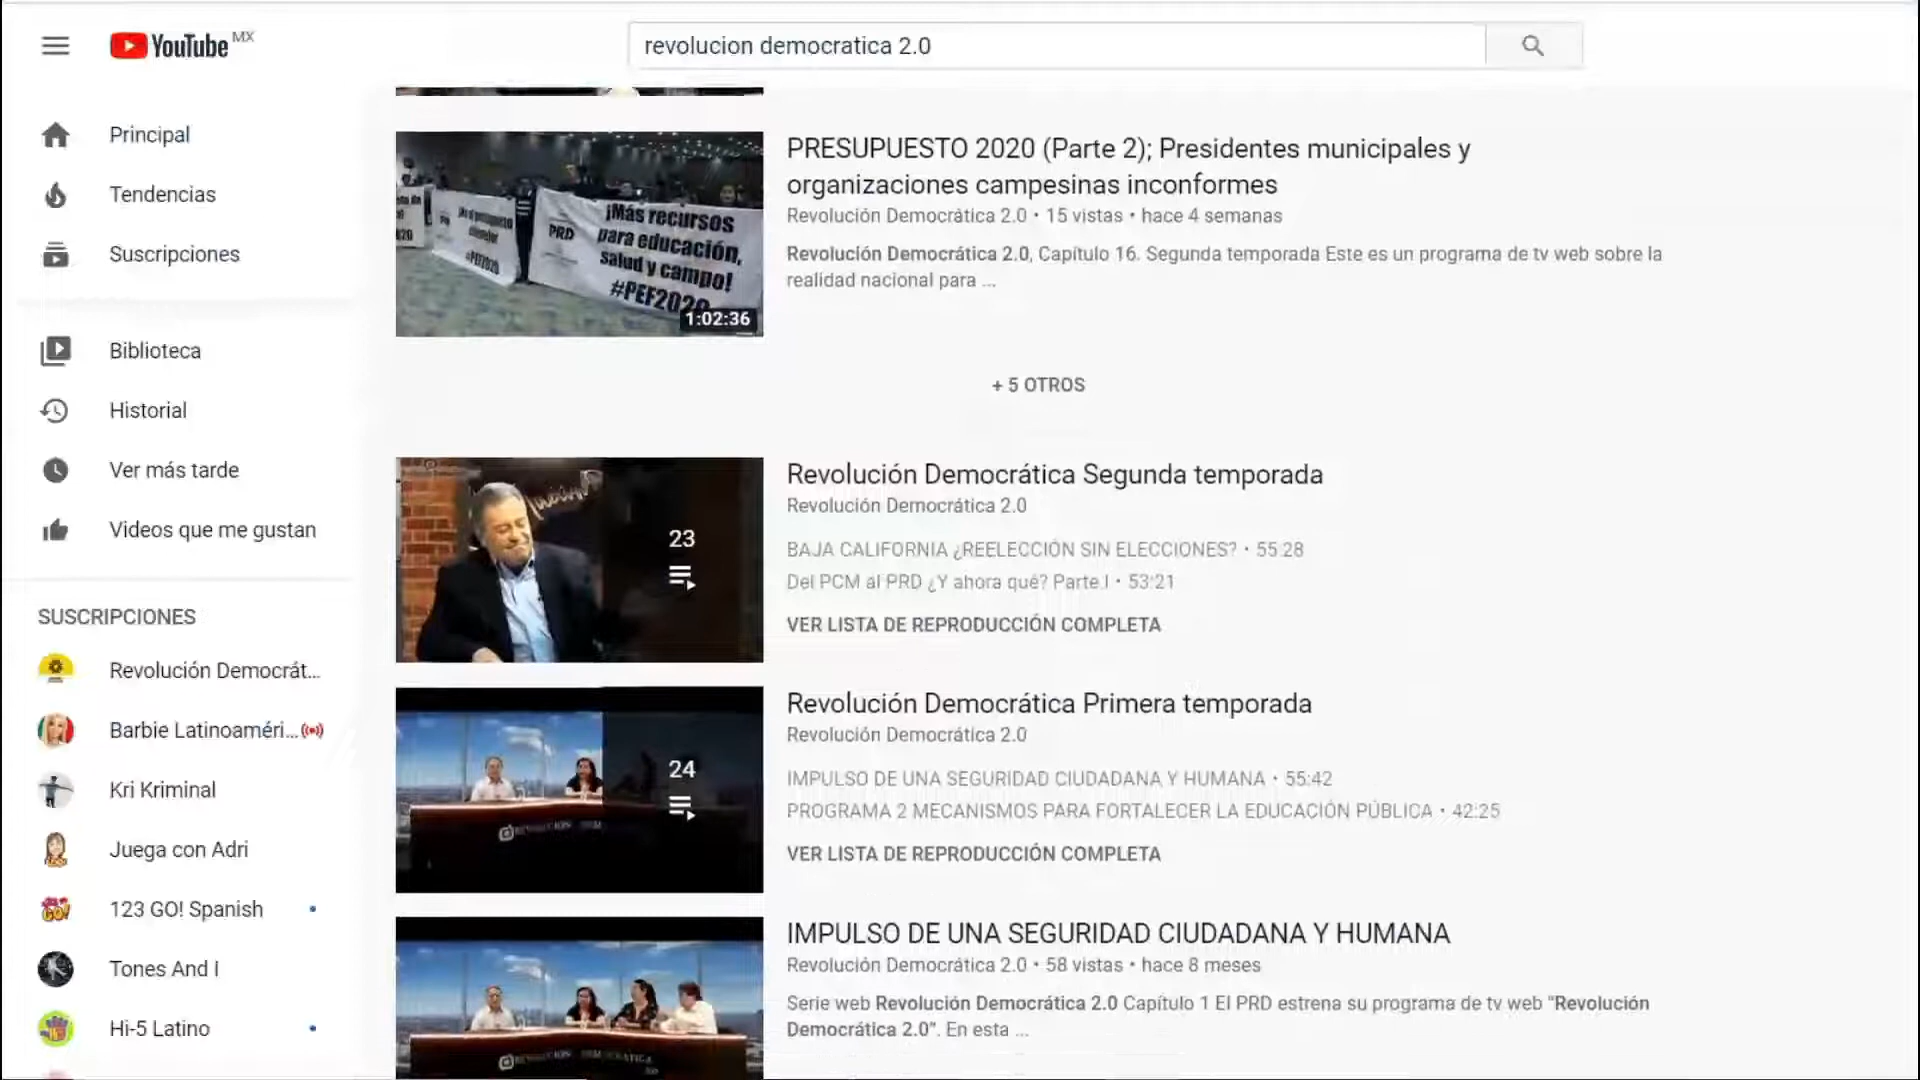 YouTube MX
revolucion democratica 2.0
Principal
Tendencias
Suscripciones
Biblioteca
Historial
Ver más tarde
Videos que me gustan
SUSCRIPCIONES
Revolución Democrát...
Barbie Latinoaméri...
Kri Kriminal
Juega con Adri
123 GO! Spanish
Tones And I
Hi-5 Latino
PRD
¡Más recursos
para educación,
salud y campo!
#PEF2020
#PEF2020
1:02:36
PRESUPUESTO 2020 (Parte 2); Presidentes municipales y
organizaciones campesinas inconformes
Revolución Democrática 2.0 • 15 vistas • hace 4 semanas
Revolución Democrática 2.0, Capítulo 16. Segunda temporada Este es un programa de tv web sobre la
realidad nacional para ...
+ 5 OTROS
23
Revolución Democrática Segunda temporada
Revolución Democrática 2.0
BAJA CALIFORNIA ¿REELECCIÓN SIN ELECCIONES? • 55:28
Del PCM al PRD ¿Y ahora qué? Parte I • 53:21
VER LISTA DE REPRODUCCIÓN COMPLETA
24
Revolución Democrática Primera temporada
Revolución Democrática 2.0
IMPULSO DE UNA SEGURIDAD CIUDADANA Y HUMANA • 55:42
PROGRAMA 2 MECANISMOS PARA FORTALECER LA EDUCACIÓN PÚBLICA • 42:25
VER LISTA DE REPRODUCCIÓN COMPLETA
IMPULSO DE UNA SEGURIDAD CIUDADANA Y HUMANA
Revolución Democrática 2.0 • 58 vistas • hace 8 meses
Serie web Revolución Democrática 2.0 Capítulo 1 El PRD estrena su programa de tv web "Revolución
Democrática 2.0". En esta ...